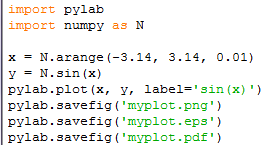 import pylab
import numpy as N
x = N.arange(-3.14, 3.14, 0.01)
y = N.sin(x)
pylab.plot(x, y, label='sin(x)')
pylab.savefig('myplot.png')
pylab.savefig('myplot.eps')
pylab.savefig('myplot.pdf')